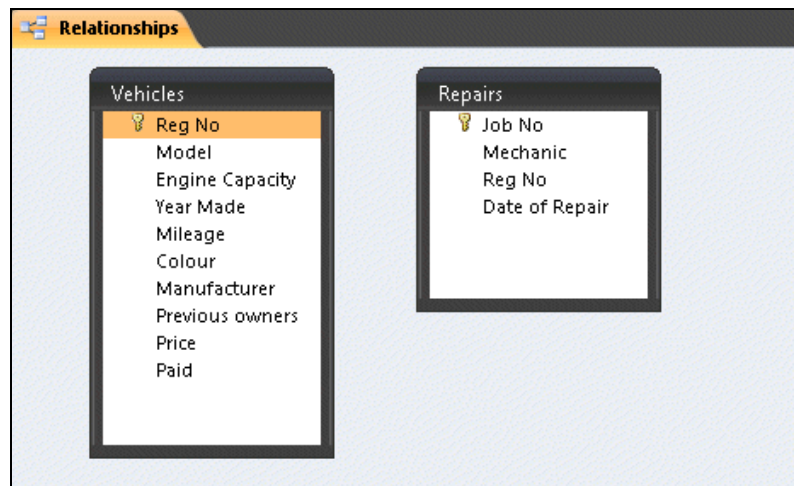 Relationships
Vehicles
Reg No
Model
Engine Capacity
Year Made
Mileage
Colour
Manufacturer
Previous owners
Price
Paid
Repairs
Job No
Mechanic
Reg No
Date of Repair